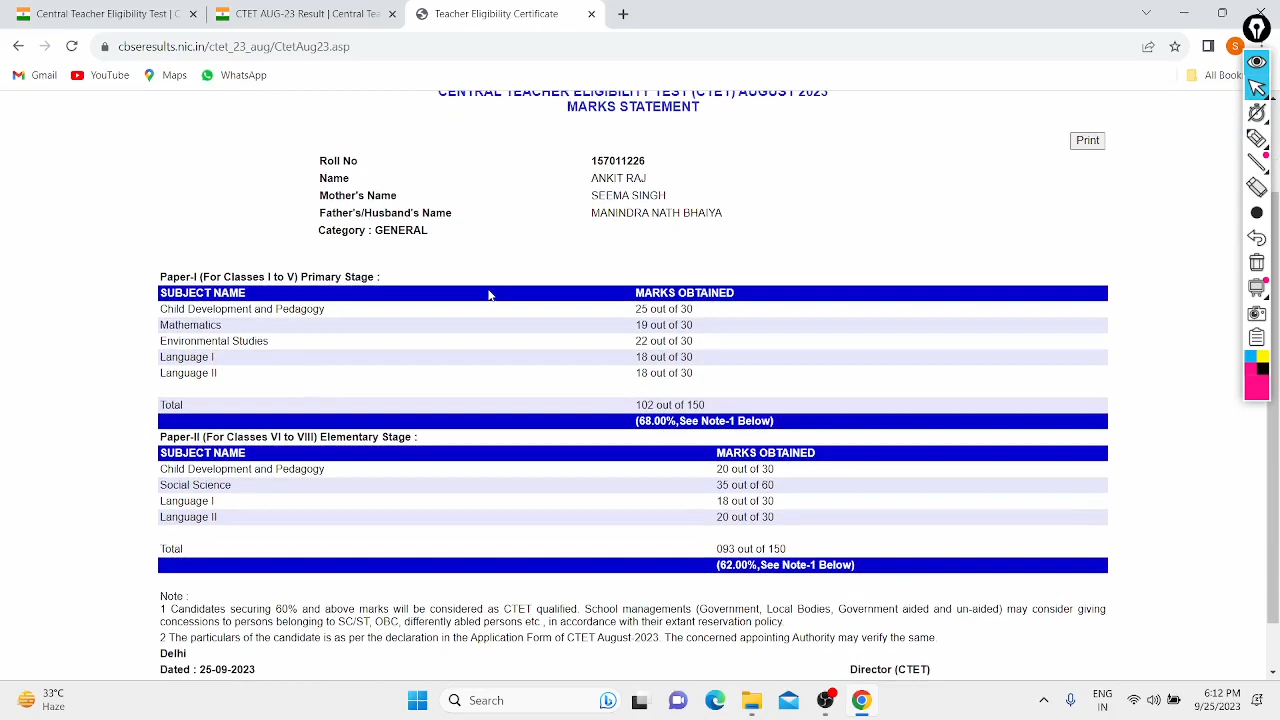 Central Teacher Eligibility Test | C
CTET Aug-23 Result | Central Tea
Teacher Eligibility Certificate
cbseresults.nic.in/ctet_23_aug/CtetAug23.asp
S
Gmail YouTube Maps WhatsApp All Book
CENTRAL TEACHER ELIGIBILITY TEST (CTET) AUGUST 2023
MARKS STATEMENT
Print
Roll No 157011226
Name ANKIT RAJ
Mother's Name SEEMA SINGH
Father's/Husband's Name MANINDRA NATH BHAIYA
Category : GENERAL
Paper-I (For Classes I to V) Primary Stage :
SUBJECT NAME MARKS OBTAINED
Child Development and Pedagogy 25 out of 30
Mathematics 19 out of 30
Environmental Studies 22 out of 30
Language I 18 out of 30
Language II 18 out of 30
Total 102 out of 150
(68.00%,See Note-1 Below)
Paper-II (For Classes VI to VIII) Elementary Stage :
SUBJECT NAME MARKS OBTAINED
Child Development and Pedagogy 20 out of 30
Social Science 35 out of 60
Language I 18 out of 30
Language II 20 out of 30
Total 093 out of 150
(62.00%,See Note-1 Below)
Note :
1 Candidates securing 60% and above marks will be considered as CTET qualified. School managements (Government, Local Bodies, Government aided and un-aided) may consider giving
concessions to persons belonging to SC/ST, OBC, differently abled persons etc., in accordance with their extant reservation policy.
2 The particulars of the candidate is as per the declaration in the Application Form of CTET August-2023. The concerned appointing Authority may verify the same.
Delhi
Dated : 25-09-2023 Director (CTET)
33°C
Haze
Search
ENG
IN
6:12 PM
9/25/2023